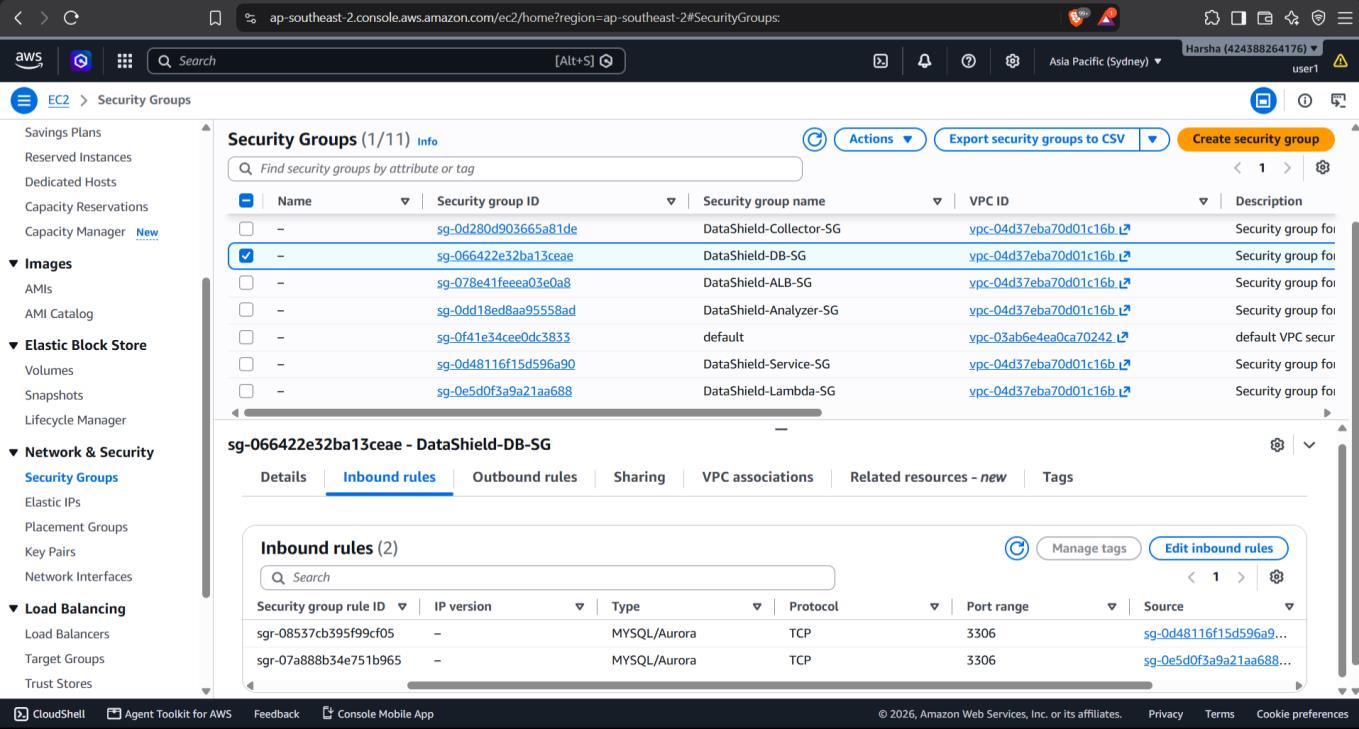 ap-southeast-2.console.aws.amazon.com/ec2/home?region=ap-southeast-2#SecurityGroups:
99+
1
aws
Search
[Alt+S]
Asia Pacific (Sydney)
Harsha (424388264176)
user1
EC2
Security Groups
Savings Plans
Reserved Instances
Dedicated Hosts
Capacity Reservations
Capacity Manager New
Images
AMIs
AMI Catalog
Elastic Block Store
Volumes
Snapshots
Lifecycle Manager
Network & Security
Security Groups
Elastic IPs
Placement Groups
Key Pairs
Network Interfaces
Load Balancing
Load Balancers
Target Groups
Trust Stores
Security Groups (1/11) Info
Actions
Export security groups to CSV
Create security group
Find security groups by attribute or tag
1
Name Security group ID Security group name VPC ID Description
– sg-0d280d903665a81de DataShield-Collector-SG vpc-04d37eba70d01c16b Security group for
– sg-066422e32ba13ceae DataShield-DB-SG vpc-04d37eba70d01c16b Security group for
– sg-078e41feeea03e0a8 DataShield-ALB-SG vpc-04d37eba70d01c16b Security group for
– sg-0dd18ed8aa95558ad DataShield-Analyzer-SG vpc-04d37eba70d01c16b Security group for
– sg-0f41e34cee0dc3833 default vpc-03ab6e4ea0ca70242 default VPC secur
– sg-0d48116f15d596a90 DataShield-Service-SG vpc-04d37eba70d01c16b Security group for
– sg-0e5d0f3a9a21aa688 DataShield-Lambda-SG vpc-04d37eba70d01c16b Security group for
sg-066422e32ba13ceae - DataShield-DB-SG
Details Inbound rules Outbound rules Sharing VPC associations Related resources - new Tags
Inbound rules (2)
Manage tags
Edit inbound rules
Search
1
Security group rule ID IP version Type Protocol Port range Source
sgr-08537cb395f99cf05 – MYSQL/Aurora TCP 3306 sg-0d48116f15d596a9...
sgr-07a888b34e751b965 – MYSQL/Aurora TCP 3306 sg-0e5d0f3a9a21aa688...
CloudShell Agent Toolkit for AWS Feedback Console Mobile App © 2026, Amazon Web Services, Inc. or its affiliates. Privacy Terms Cookie preferences